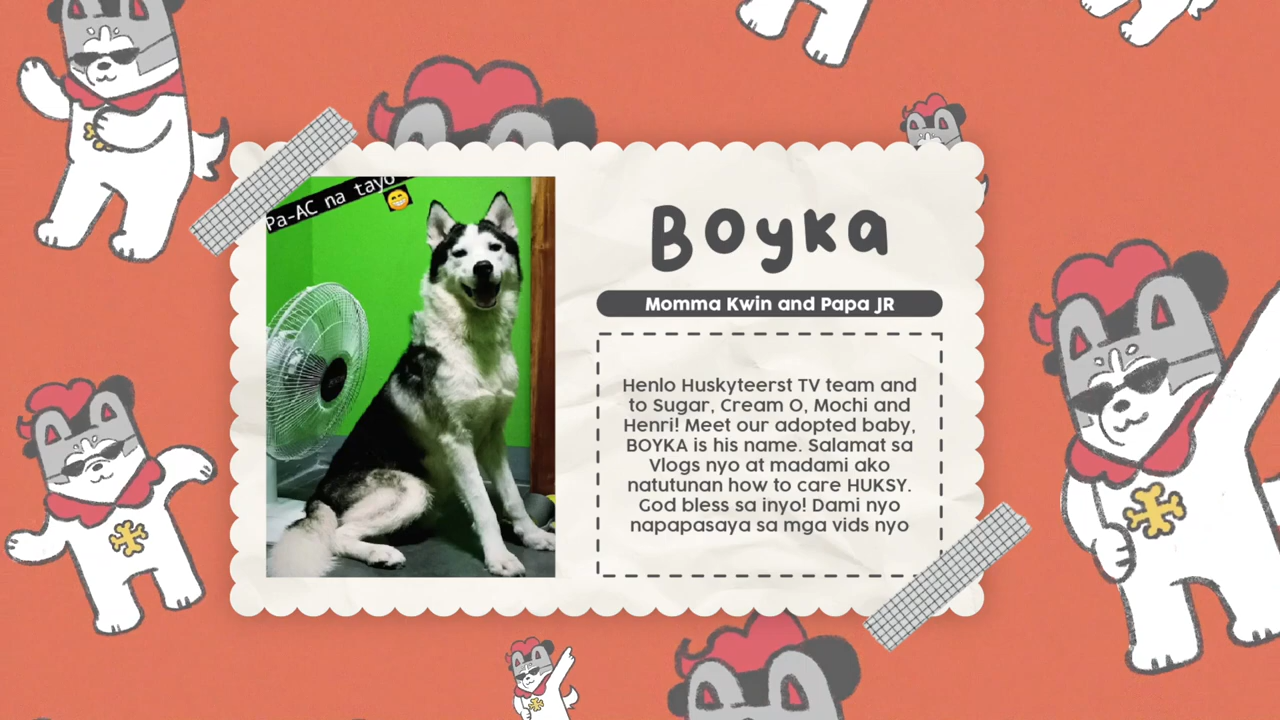 Pa-AC na tayo
Boyka
Momma Kwin and Papa JR
Henlo Huskyteerst TV team and
to Sugar, Cream O, Mochi and
Henri! Meet our adopted baby,
BOYKA is his name. Salamat sa
Vlogs nyo at madami ako
natutunan how to care HUKSY.
God bless sa inyo! Dami nyo
napapasaya sa mga vids nyo